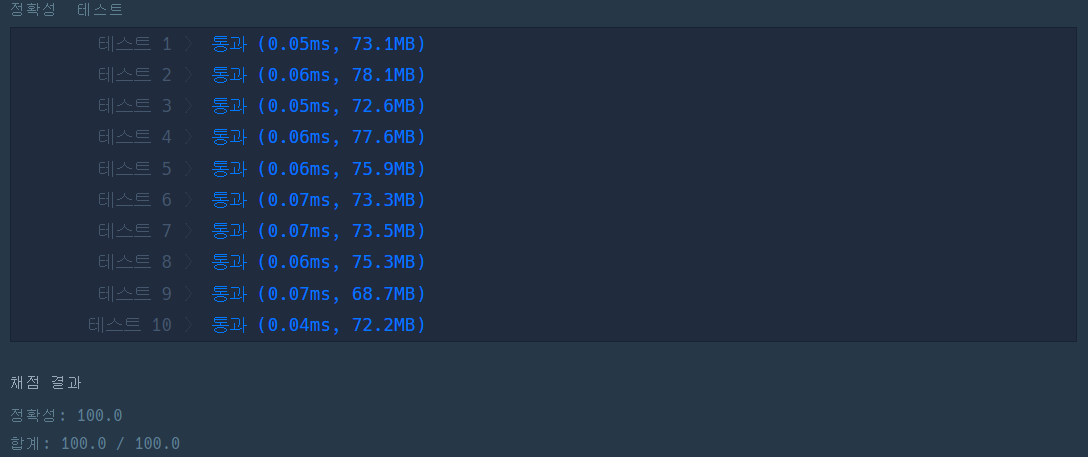 정확성 테스트
테스트 1 〉 통과 (0.05ms, 73.1MB)
테스트 2 〉 통과 (0.06ms, 78.1MB)
테스트 3 〉 통과 (0.05ms, 72.6MB)
테스트 4 〉 통과 (0.06ms, 77.6MB)
테스트 5 〉 통과 (0.06ms, 75.9MB)
테스트 6 〉 통과 (0.07ms, 73.3MB)
테스트 7 〉 통과 (0.07ms, 73.5MB)
테스트 8 〉 통과 (0.06ms, 75.3MB)
테스트 9 〉 통과 (0.07ms, 68.7MB)
테스트 10 〉 통과 (0.04ms, 72.2MB)
채점 결과
정확성: 100.0
합계: 100.0 / 100.0